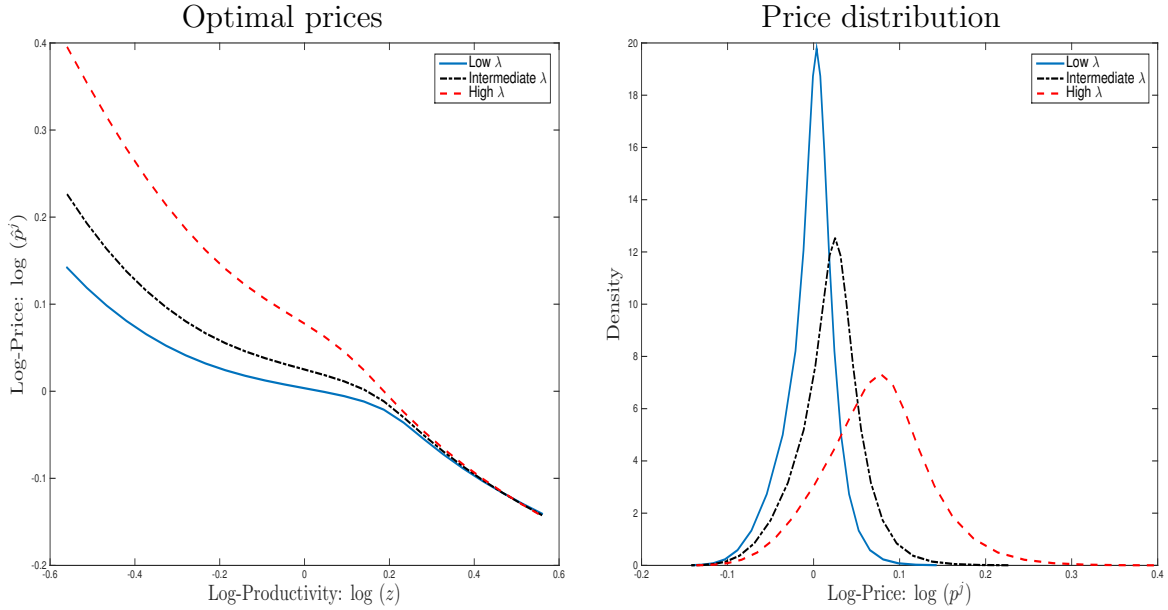 Optimal prices
Low λ
Intermediate λ
High λ
0.4
0.3
0.2
0.1
0
-0.1
-0.2
Log-Price: log (p̂ʲ)
-0.6
-0.4
-0.2
0
0.2
0.4
0.6
Log-Productivity: log (z)
Price distribution
Low λ
Intermediate λ
High λ
20
18
16
14
12
10
8
6
4
2
0
Density
-0.2
-0.1
0
0.1
0.2
0.3
0.4
Log-Price: log (pʲ)